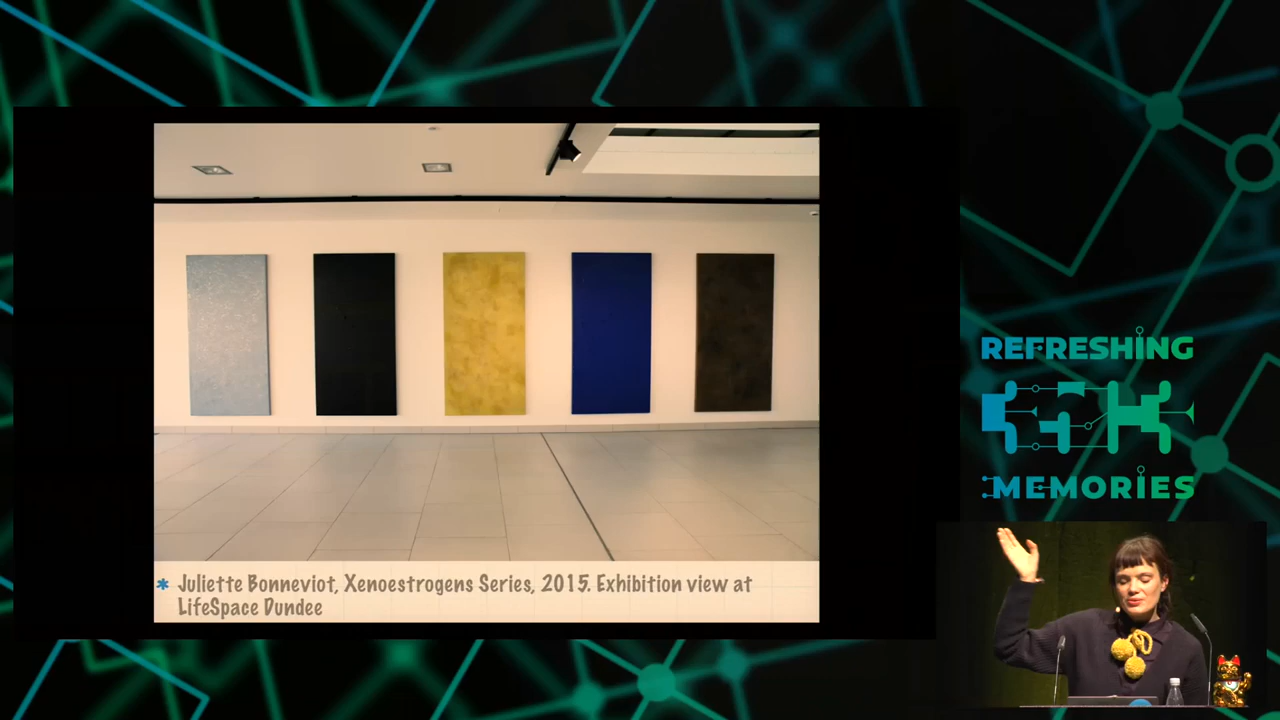 REFRESHING
MEMORIES
* Juliette Bonneviot, Xenoestrogens Series, 2015. Exhibition view at
LifeSpace Dundee